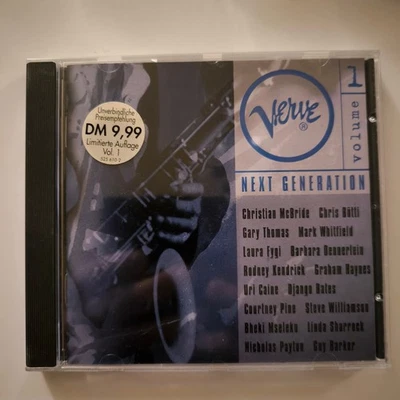 Unverbindliche
Preisempfehlung
DM 9,99
Limitierte Auflage
Vol. 1
VERVE ®
volume 1
NEXT GENERATION
Christian McBride Chris Bötti
Gary Thomas Mark Whitfield
Laura Fygi Barbara Dennerlein
Rodney Kendrick Graham Haynes
Uri Caine Django Bates
Courtney Pine Steve Williamson
Bheki Mseleku Linda Sharrock
Nicholas Payton Guy Barker